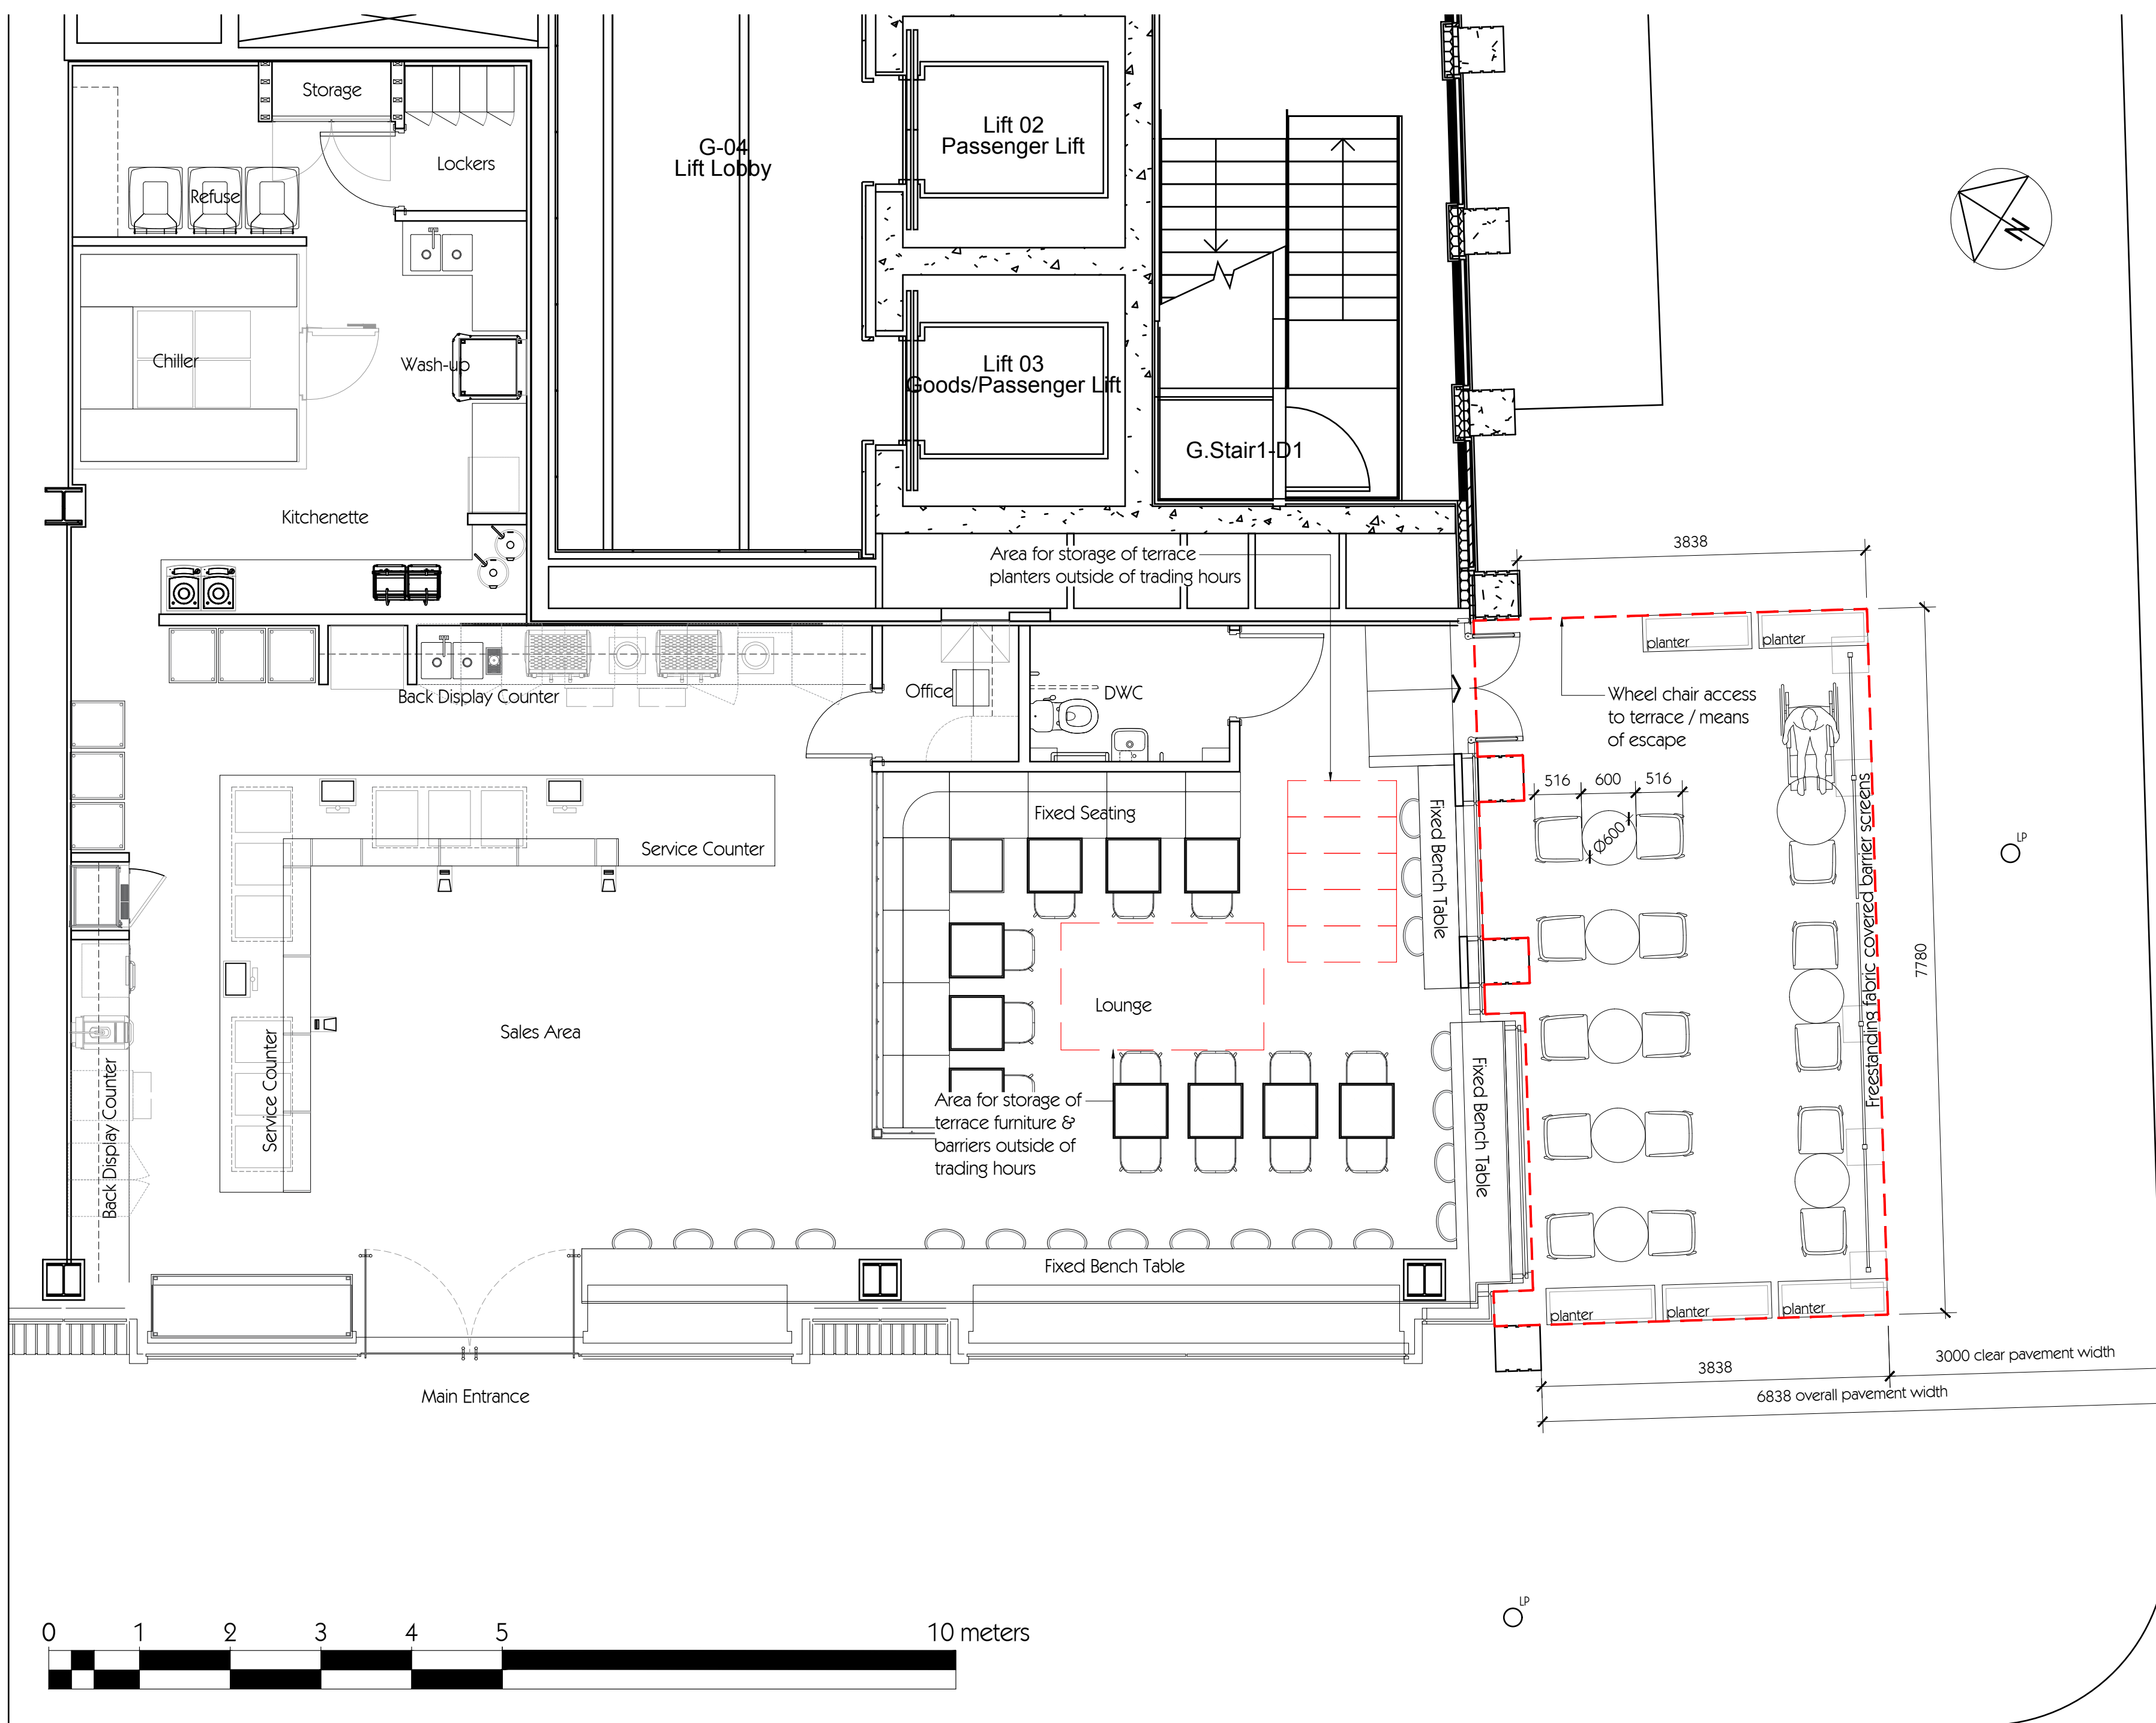 Storage
Lockers
Refuse
Chiller
Wash-up
Kitchenette
G-04
Lift Lobby
Lift 02
Passenger Lift
Lift 03
Goods/Passenger Lift
G.Stair1-D1
N
Area for storage of terrace
planters outside of trading hours
3838
planter
planter
Wheel chair access
to terrace / means
of escape
Back Display Counter
Office
DWC
516
600
516
Ø600
Fixed Seating
Service Counter
Fixed Bench Table
Freestanding fabric covered barrier screens
LP
7780
Lounge
Sales Area
Service Counter
Back Display Counter
Area for storage of
terrace furniture &
barriers outside of
trading hours
Fixed Bench Table
Fixed Bench Table
planter
planter
planter
3000 clear pavement width
3838
6838 overall pavement width
Main Entrance
LP
0 1 2 3 4 5 10 meters